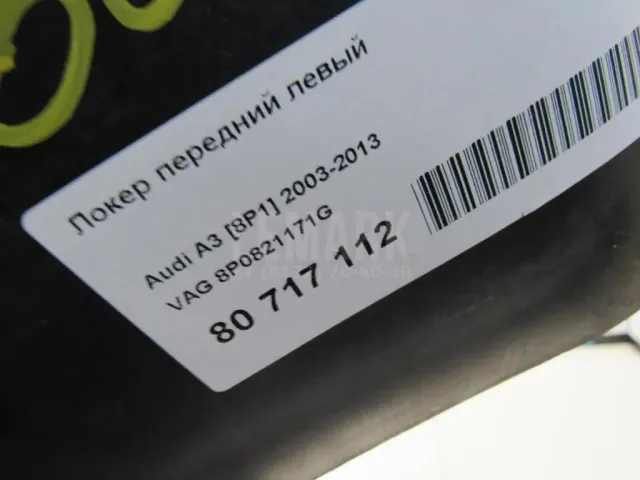 Локер передний левый
Audi A3 [8P1] 2003-2013
VAG 8P0821171G
80 717 112